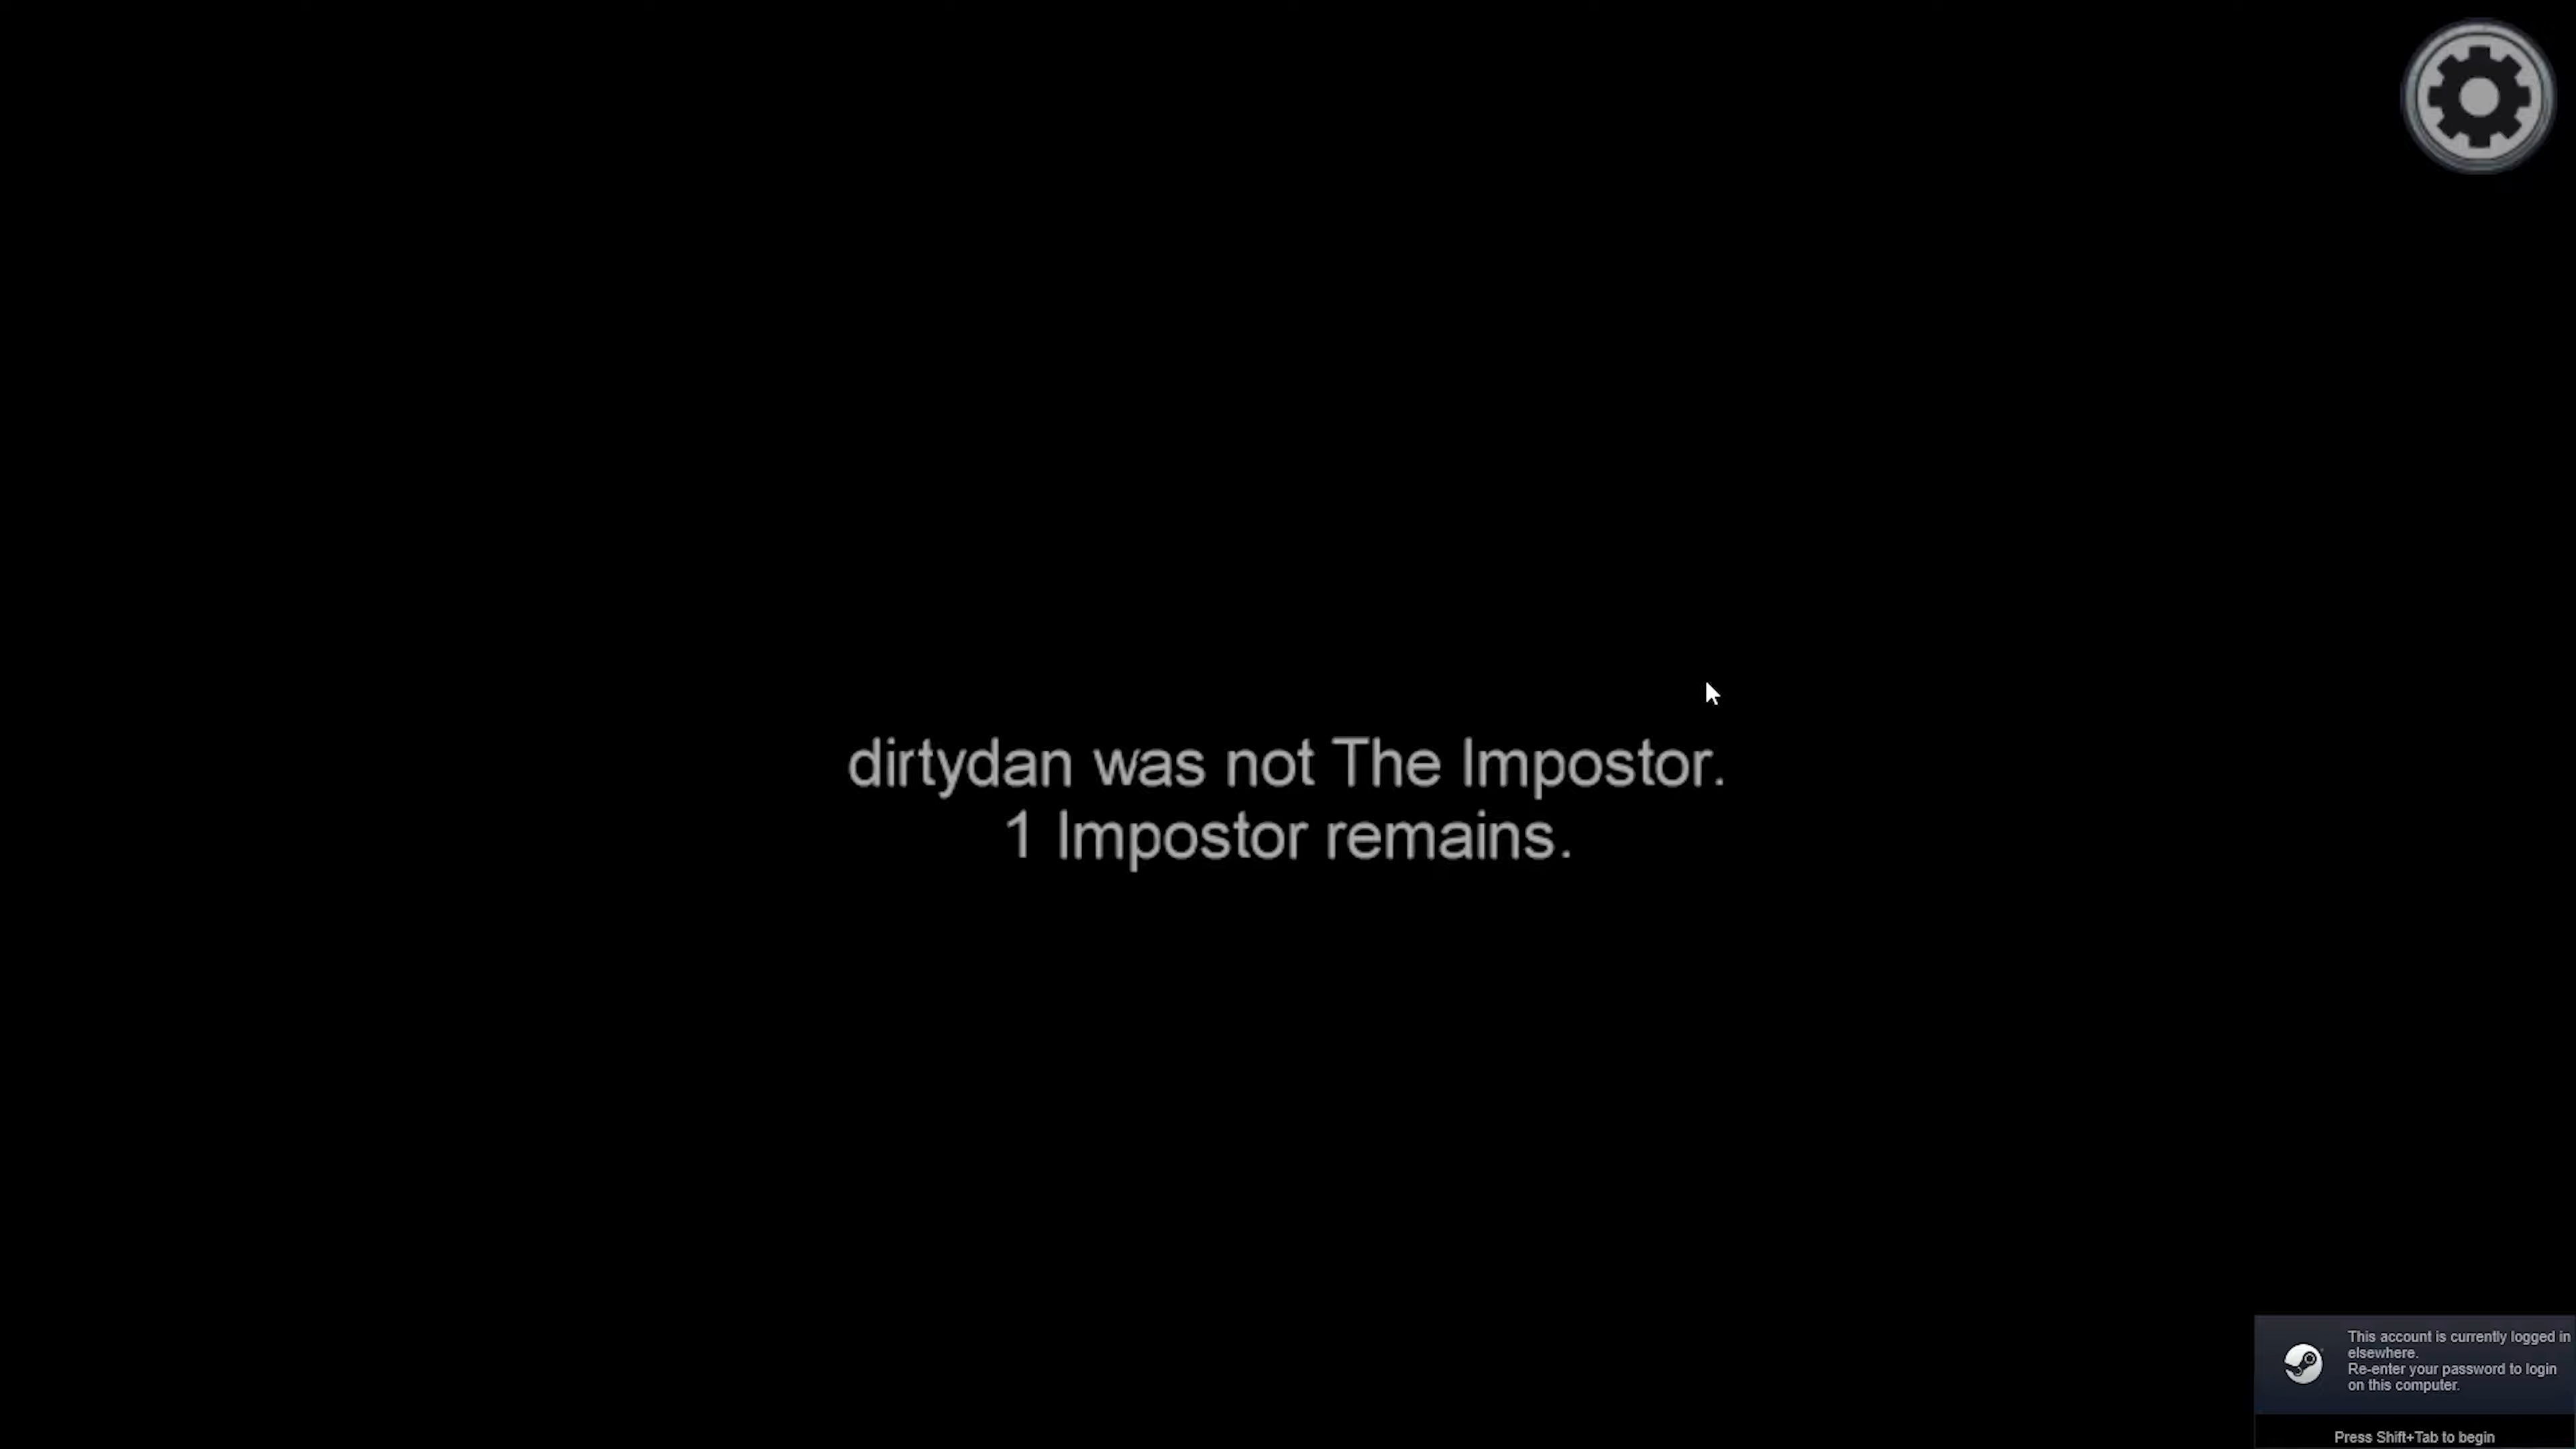 dirtydan was not The Impostor.
1 Impostor remains.
This account is currently logged in
elsewhere.
Re-enter your password to login
on this computer.
Press Shift+Tab to begin